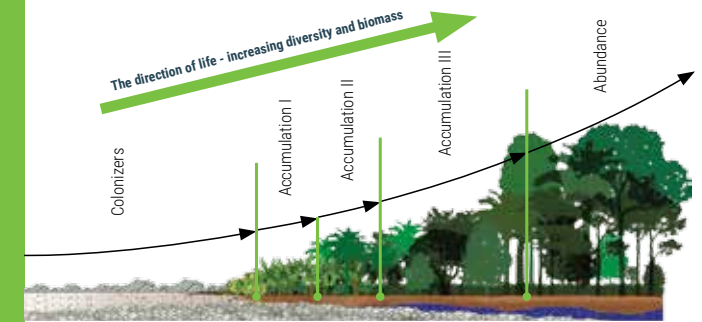 The direction of life - increasing diversity and biomass
Colonizers
Accumulation I
Accumulation II
Accumulation III
Abundance